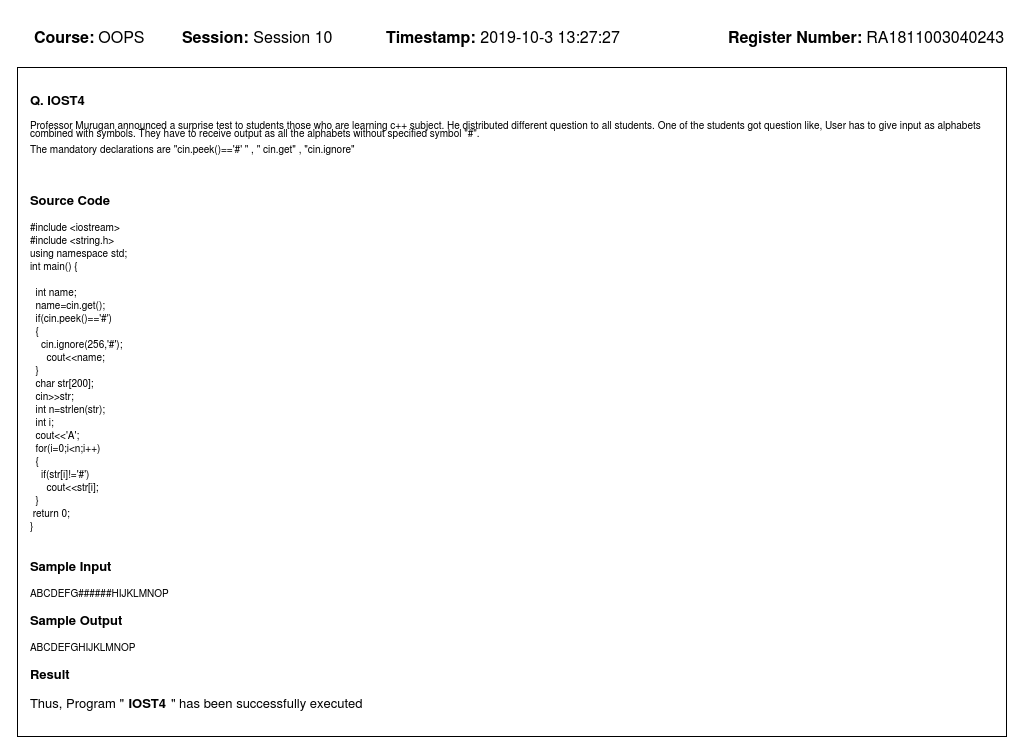 Course: OOPS Session: Session 10 Timestamp: 2019-10-3 13:27:27 Register Number: RA1811003040243
Q. IOST4
Professor Murugan announced a surprise test to students those who are learning c++ subject. He distributed different question to all students. One of the students got question like, User has to give input as alphabets
combined with symbols. They have to receive output as all the alphabets without specified symbol "#".
The mandatory declarations are "cin.peek()=='#' " , " cin.get" , "cin.ignore"
Source Code
#include <iostream>
#include <string.h>
using namespace std;
int main() {
int name;
name=cin.get();
if(cin.peek()=='#')
{
cin.ignore(256,'#');
cout<<name;
}
char str[200];
cin>>str;
int n=strlen(str);
int i;
cout<<'A';
for(i=0;i<n;i++)
{
if(str[i]!='#')
cout<<str[i];
}
return 0;
}
Sample Input
ABCDEFG######HIJKLMNOP
Sample Output
ABCDEFGHIJKLMNOP
Result
Thus, Program " IOST4 " has been successfully executed